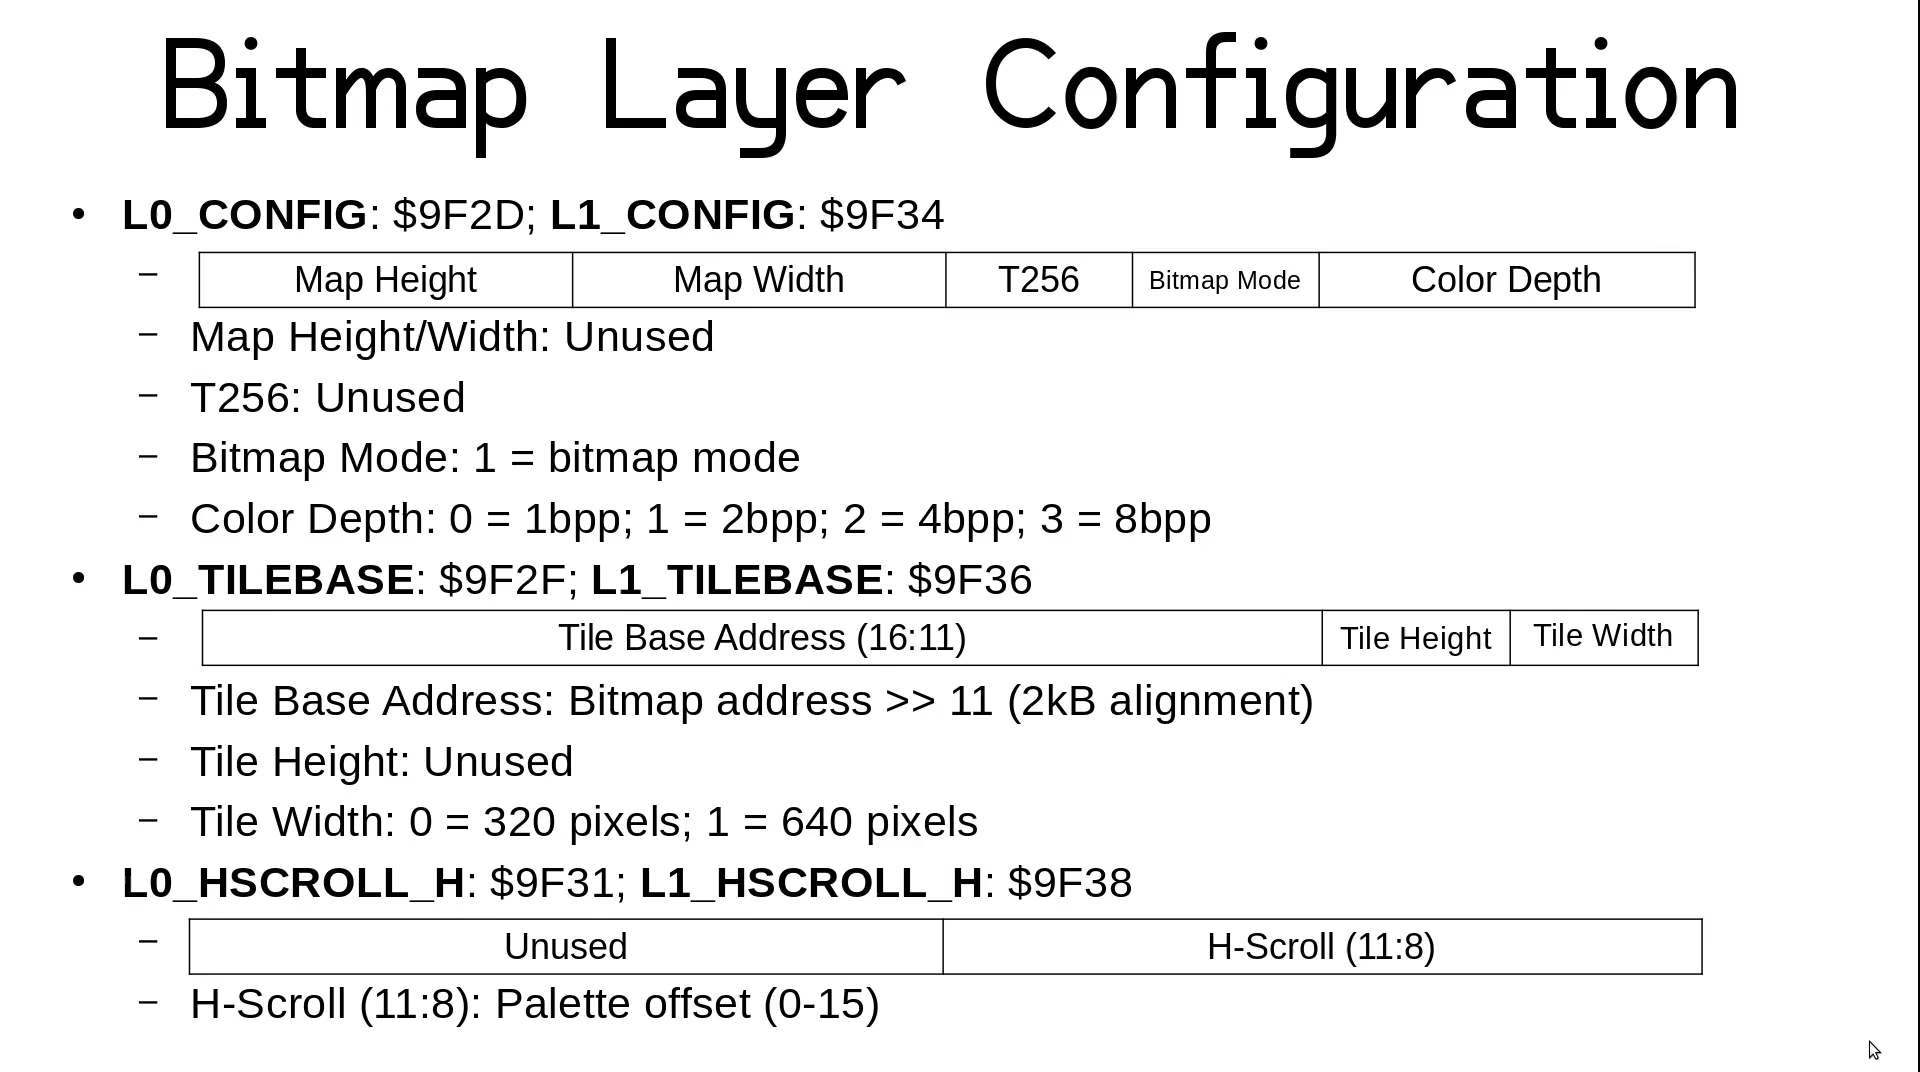 Bitmap Layer Configuration
• L0_CONFIG: $9F2D; L1_CONFIG: $9F34
– Map Height Map Width T256 Bitmap Mode Color Depth
– Map Height/Width: Unused
– T256: Unused
– Bitmap Mode: 1 = bitmap mode
– Color Depth: 0 = 1bpp; 1 = 2bpp; 2 = 4bpp; 3 = 8bpp
• L0_TILEBASE: $9F2F; L1_TILEBASE: $9F36
– Tile Base Address (16:11) Tile Height Tile Width
– Tile Base Address: Bitmap address >> 11 (2kB alignment)
– Tile Height: Unused
– Tile Width: 0 = 320 pixels; 1 = 640 pixels
• L0_HSCROLL_H: $9F31; L1_HSCROLL_H: $9F38
– Unused H-Scroll (11:8)
– H-Scroll (11:8): Palette offset (0-15)